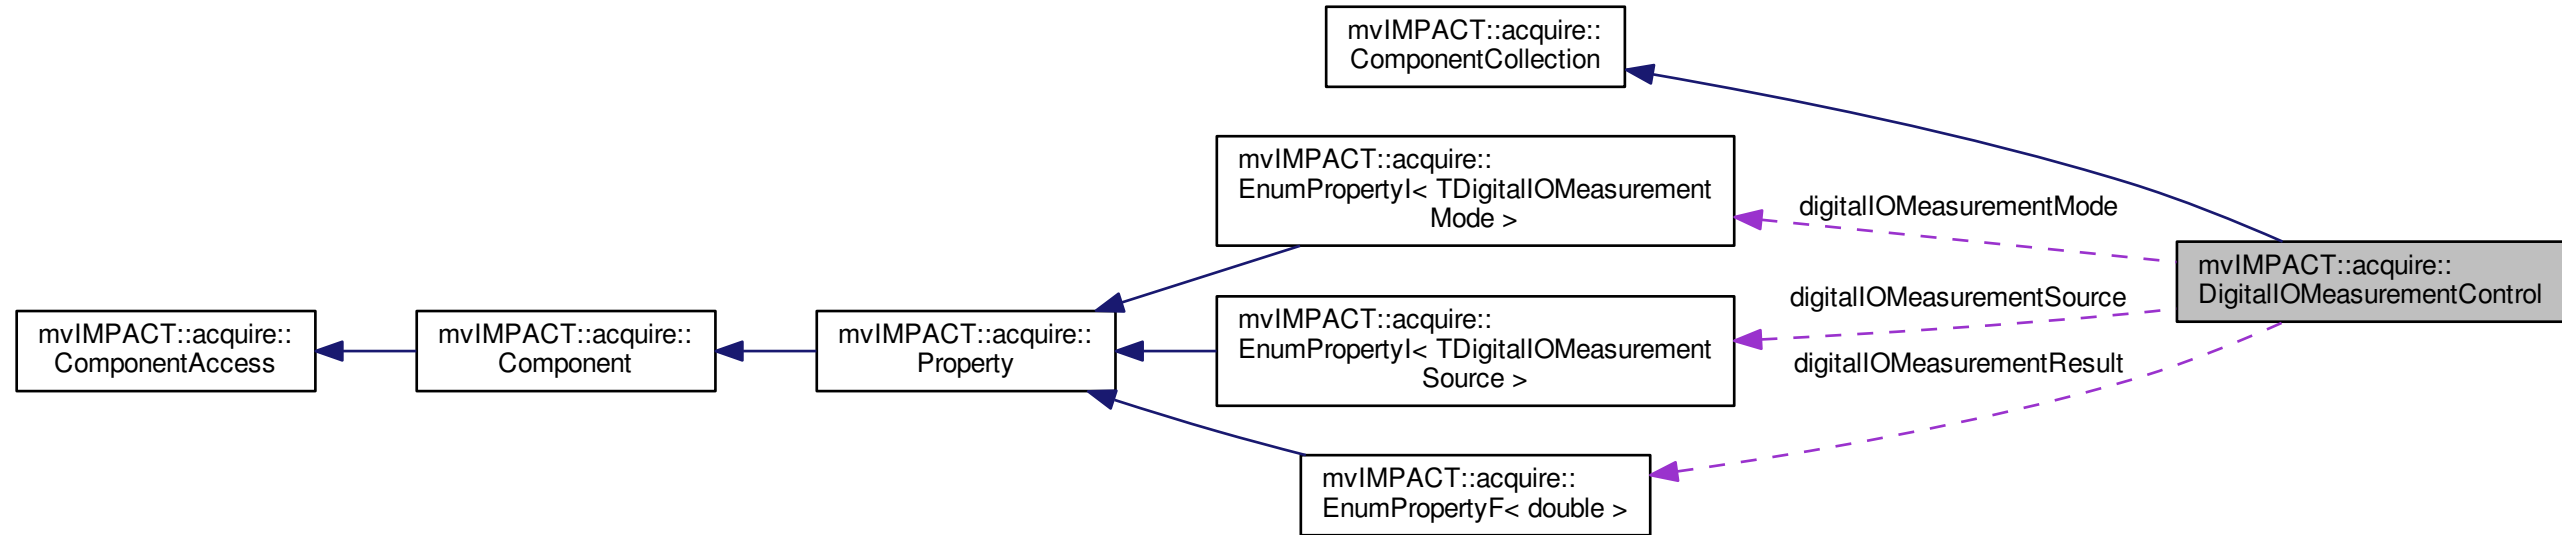 mvIMPACT::acquire::
ComponentCollection
mvIMPACT::acquire::
EnumPropertyI< TDigitalIOMeasurement
Mode >
digitalIOMeasurementMode
mvIMPACT::acquire::
DigitalIOMeasurementControl
digitalIOMeasurementSource
mvIMPACT::acquire::
ComponentAccess
mvIMPACT::acquire::
Component
mvIMPACT::acquire::
Property
mvIMPACT::acquire::
EnumPropertyI< TDigitalIOMeasurement
Source >
digitalIOMeasurementResult
mvIMPACT::acquire::
EnumPropertyF< double >